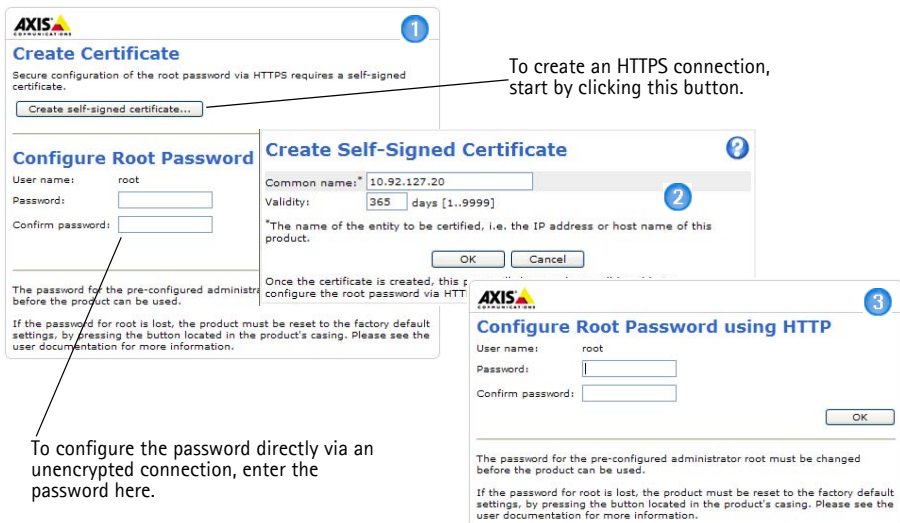 AXIS
COMMUNICATIONS
1
Create Certificate
Secure configuration of the root password via HTTPS requires a self-signed
certificate.
Create self-signed certificate...
To create an HTTPS connection,
start by clicking this button.
Configure Root Password
User name: root
Password:
Confirm password:
The password for the pre-configured administra
before the product can be used.
If the password for root is lost, the product must be reset to the factory default
settings, by pressing the button located in the product's casing. Please see the
user documentation for more information.
Create Self-Signed Certificate
?
Common name:* 10.92.127.20
2
Validity: 365 days [1..9999]
*The name of the entity to be certified, i.e. the IP address or host name of this
product.
OK Cancel
Once the certificate is created, this
configure the root password via HTT
AXIS
COMMUNICATIONS
3
Configure Root Password using HTTP
User name: root
Password:
Confirm password:
OK
The password for the pre-configured administrator root must be changed
before the product can be used.
If the password for root is lost, the product must be reset to the factory default
settings, by pressing the button located in the product's casing. Please see the
user documentation for more information.
To configure the password directly via an
unencrypted connection, enter the
password here.